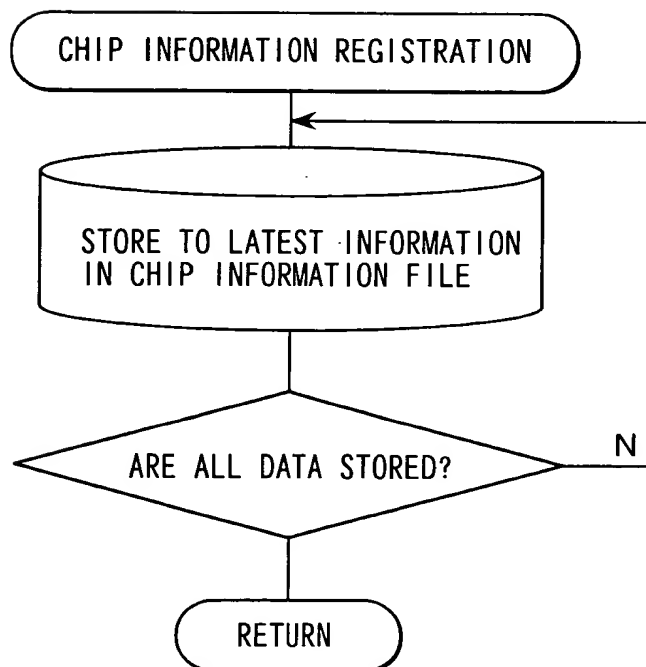 CHIP INFORMATION REGISTRATION
STORE TO LATEST INFORMATION
IN CHIP INFORMATION FILE
ARE ALL DATA STORED?
N
RETURN